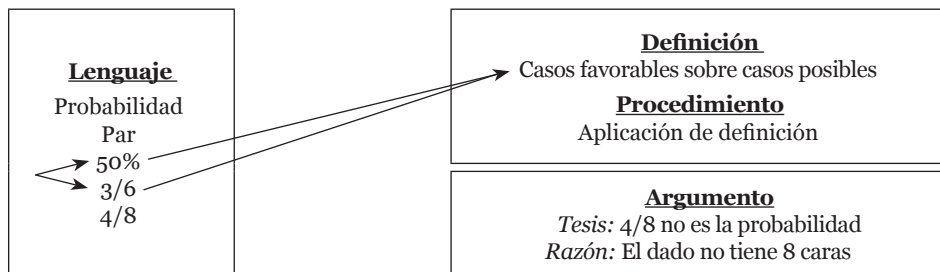 Lenguaje
Probabilidad
Par
50%
3/6
4/8
Definición
Casos favorables sobre casos posibles
Procedimiento
Aplicación de definición
Argumento
Tesis: 4/8 no es la probabilidad
Razón: El dado no tiene 8 caras